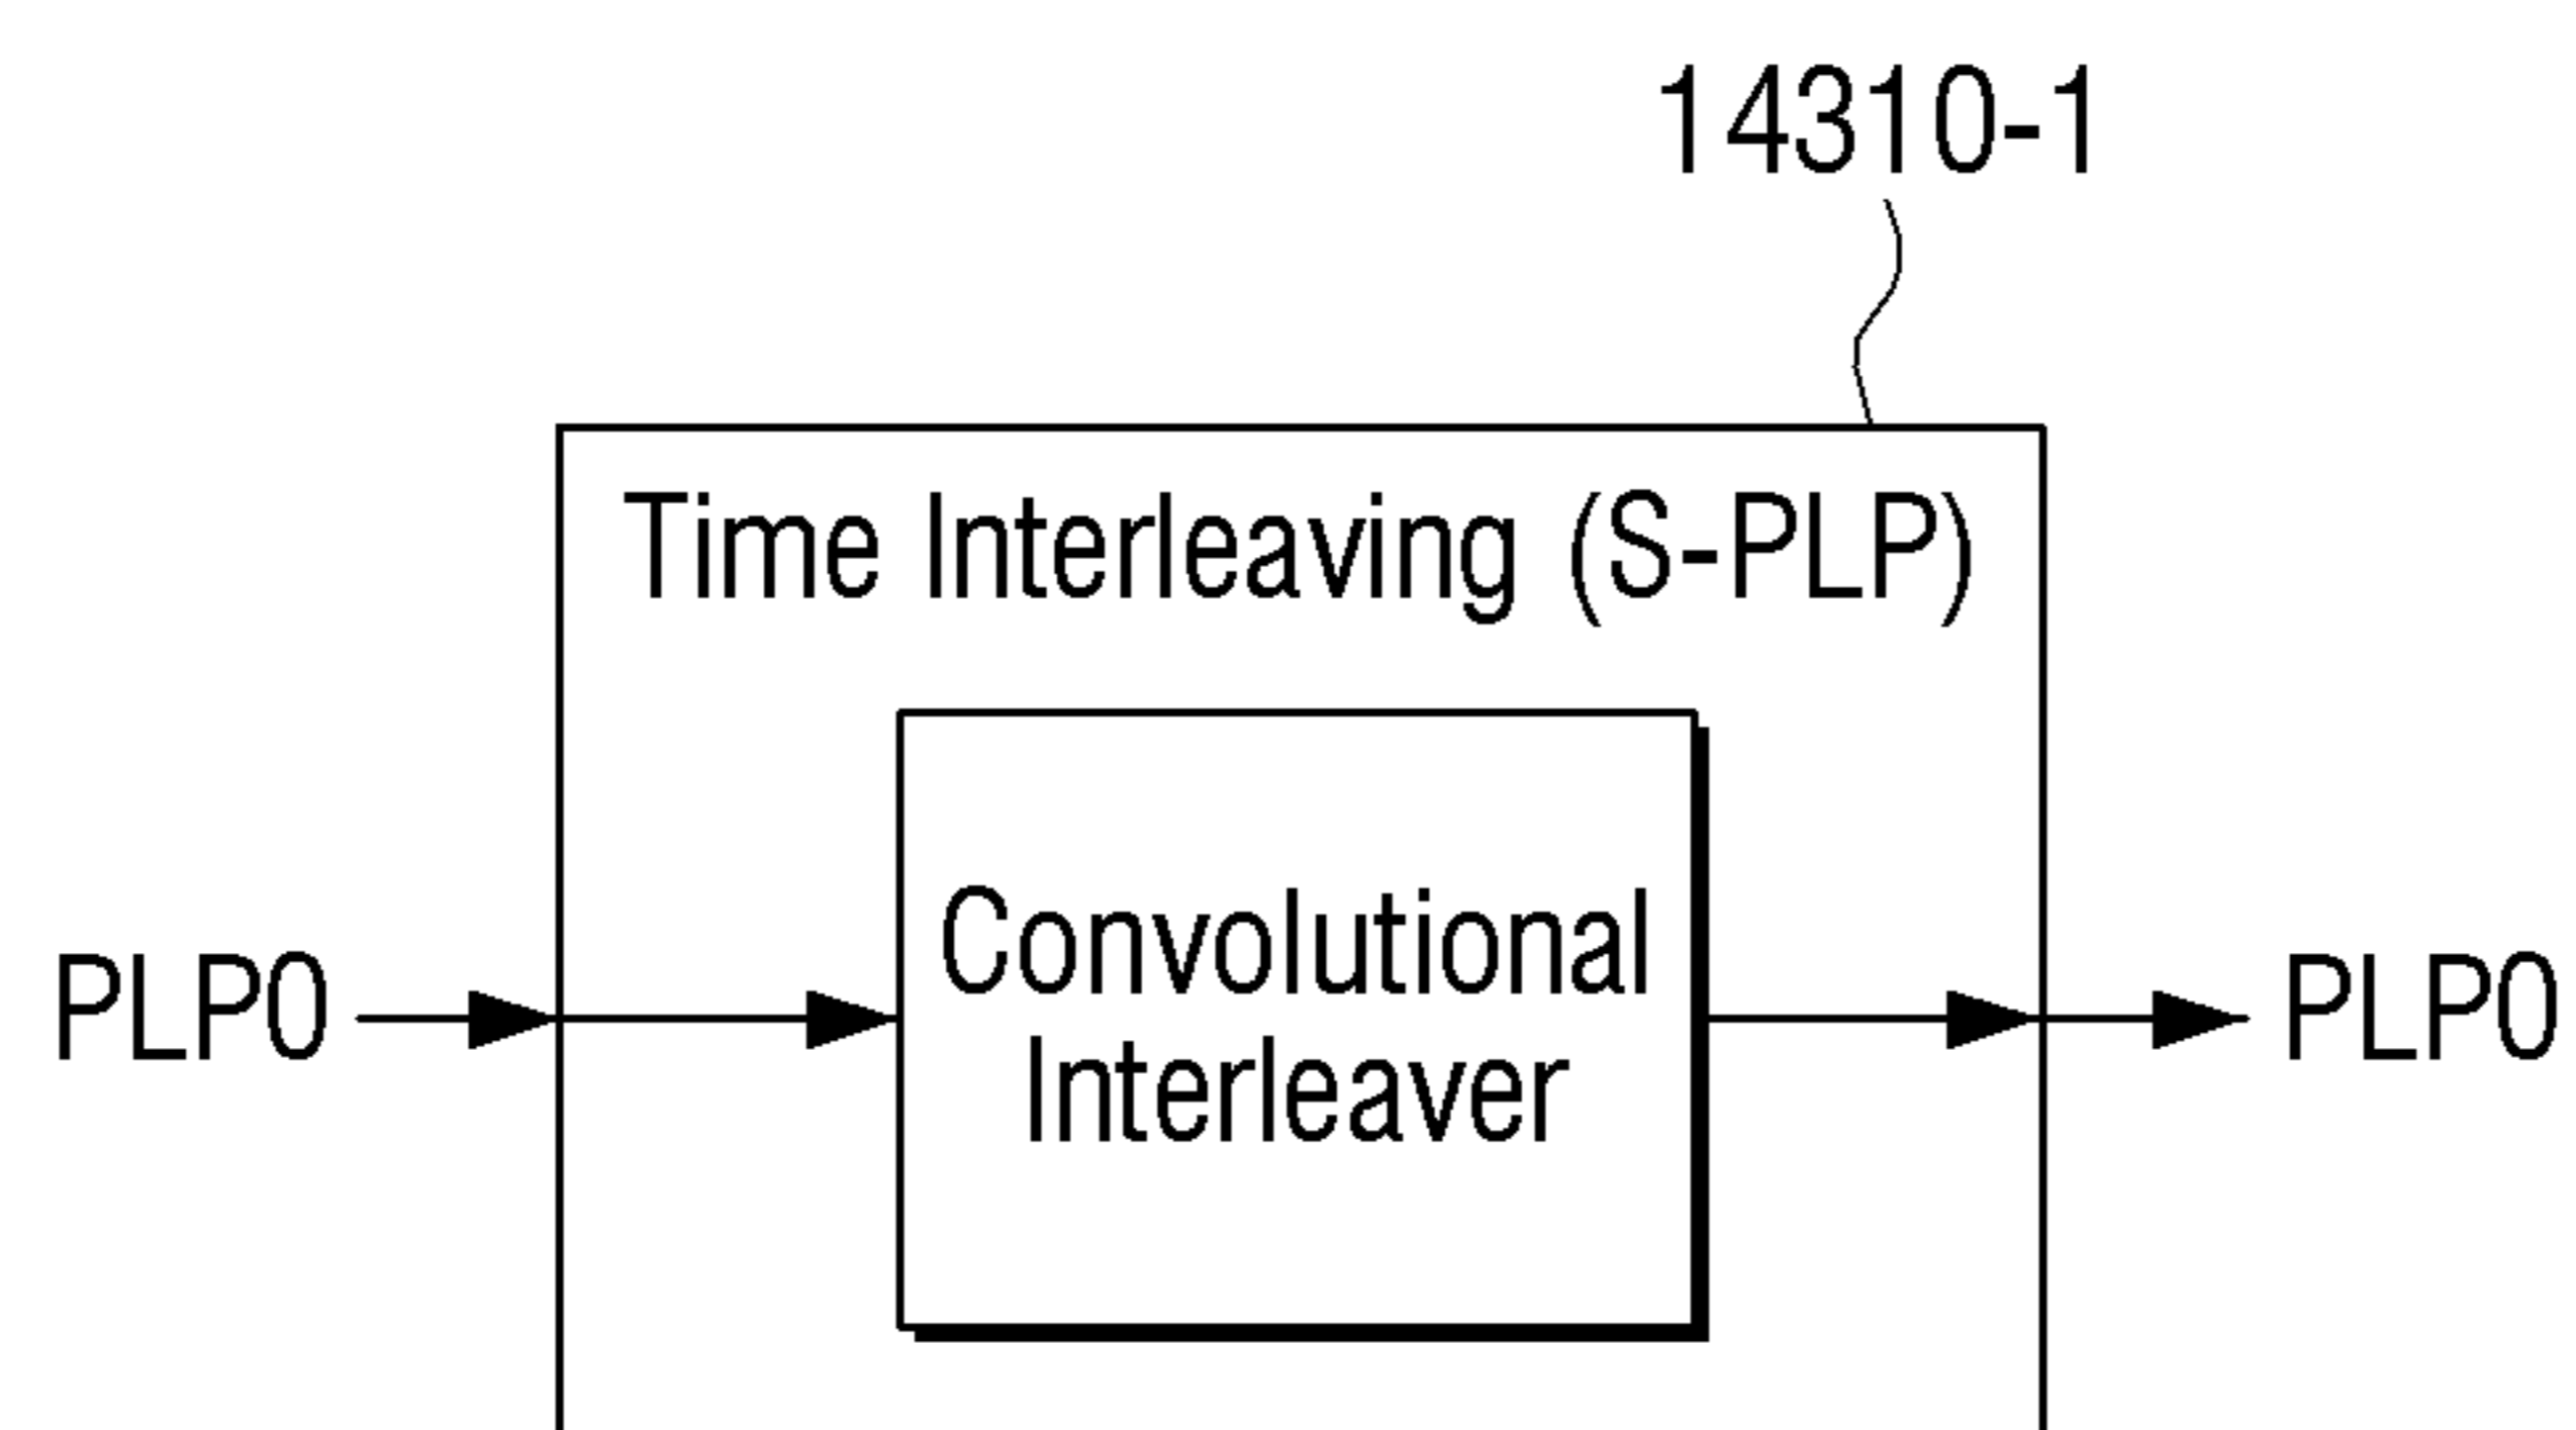 14310-1
Time Interleaving (S-PLP)
Convolutional
Interleaver
PLP0
PLP0